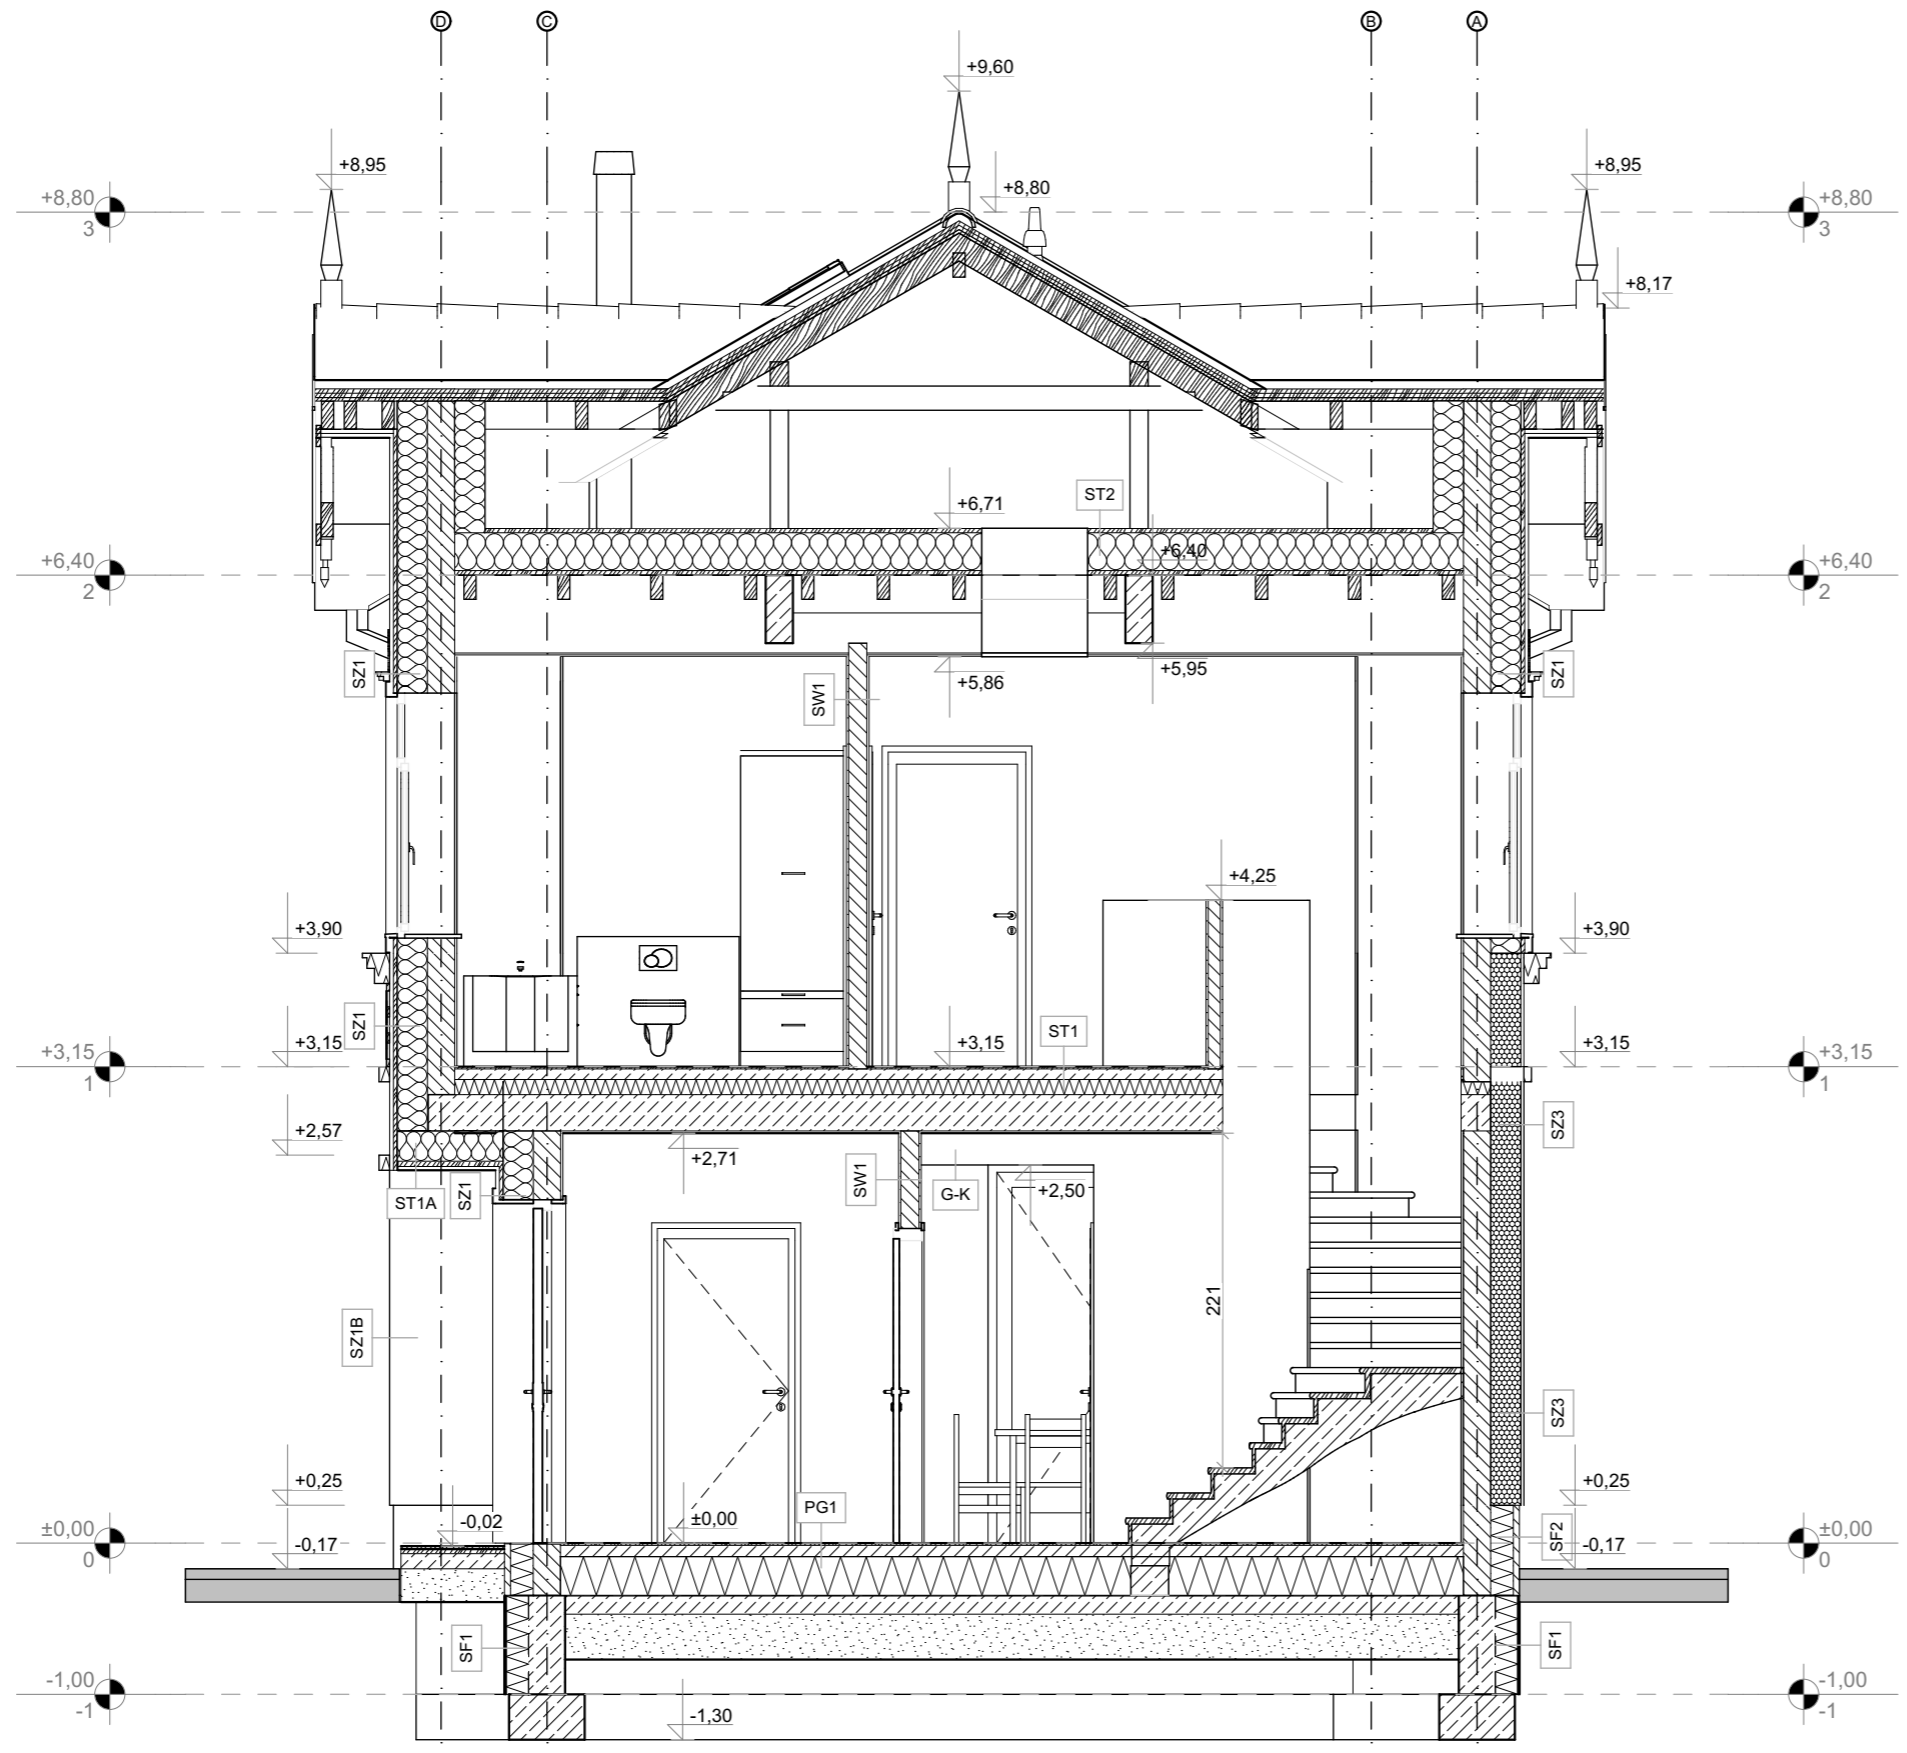 D
C
B
A
+9,60
+8,95
+8,95
+8,80
+8,80
3
+8,80
3
+8,17
+6,71
ST2
+6,40
+6,40
2
+6,40
2
SZ1
SW1
+5,86
+5,95
SZ1
+4,25
+3,90
+3,90
SZ1
ST1
+3,15
1
+3,15
+3,15
+3,15
+3,15
1
+2,57
+2,71
SZ3
ST1A
SZ1
SW1
G-K
+2,50
221
SZ1B
SZ3
+0,25
+0,25
PG1
±0,00
0
-0,17
-0,02
±0,00
SF2
-0,17
±0,00
0
SF1
SF1
-1,00
-1
-1,00
-1
-1,30